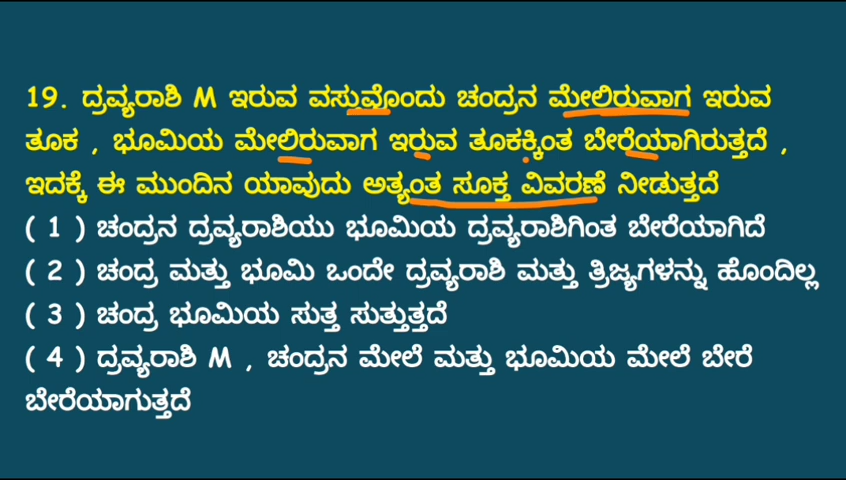 19. ದ್ರವ್ಯರಾಶಿ M ಇರುವ ವಸ್ತುವೊಂದು ಚಂದ್ರನ ಮೇಲಿರುವಾಗ ಇರುವ
ತೂಕ , ಭೂಮಿಯ ಮೇಲಿರುವಾಗ ಇರುವ ತೂಕಕ್ಕಿಂತ ಬೇರೆಯಾಗಿರುತ್ತದೆ ,
ಇದಕ್ಕೆ ಈ ಮುಂದಿನ ಯಾವುದು ಅತ್ಯಂತ ಸೂಕ್ತ ವಿವರಣೆ ನೀಡುತ್ತದೆ
( 1 ) ಚಂದ್ರನ ದ್ರವ್ಯರಾಶಿಯು ಭೂಮಿಯ ದ್ರವ್ಯರಾಶಿಗಿಂತ ಬೇರೆಯಾಗಿದೆ
( 2 ) ಚಂದ್ರ ಮತ್ತು ಭೂಮಿ ಒಂದೇ ದ್ರವ್ಯರಾಶಿ ಮತ್ತು ತ್ರಿಜ್ಯಗಳನ್ನು ಹೊಂದಿಲ್ಲ
( 3 ) ಚಂದ್ರ ಭೂಮಿಯ ಸುತ್ತ ಸುತ್ತುತ್ತದೆ
( 4 ) ದ್ರವ್ಯರಾಶಿ M , ಚಂದ್ರನ ಮೇಲೆ ಮತ್ತು ಭೂಮಿಯ ಮೇಲೆ ಬೇರೆ
ಬೇರೆಯಾಗುತ್ತದೆ